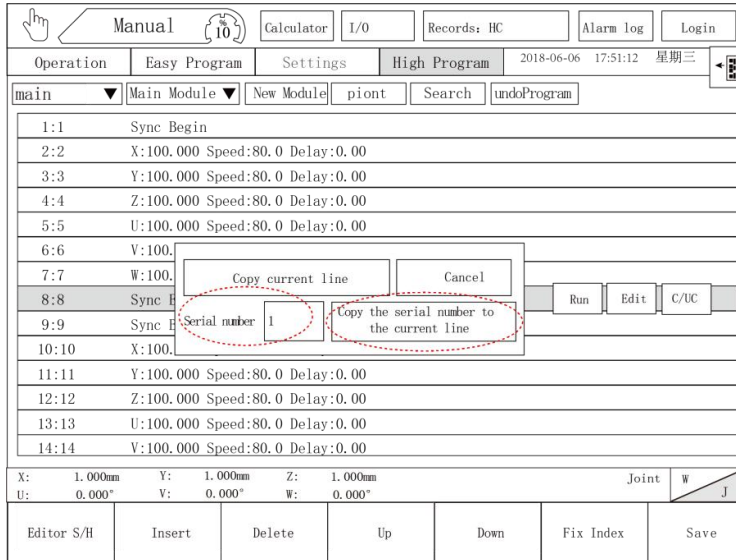 Manual % 10 Calculator I/0 Records: HC Alarm log Login
Operation Easy Program Settings High Program 2018-06-06 17:51:12 星期三
main ▼ Main Module ▼ New Module piont Search undoProgram
1:1 Sync Begin
2:2 X:100.000 Speed:80.0 Delay:0.00
3:3 Y:100.000 Speed:80.0 Delay:0.00
4:4 Z:100.000 Speed:80.0 Delay:0.00
5:5 U:100.000 Speed:80.0 Delay:0.00
6:6 V:100.
7:7 W:100.
Copy current line Cancel
8:8 Sync Run Edit C/UC
Serial number 1 Copy the serial number to
the current line
9:9 Sync
10:10 X:100.
11:11 Y:100.000 Speed:80.0 Delay:0.00
12:12 Z:100.000 Speed:80.0 Delay:0.00
13:13 U:100.000 Speed:80.0 Delay:0.00
14:14 V:100.000 Speed:80.0 Delay:0.00
X: 1.000mm Y: 1.000mm Z: 1.000mm Joint W
U: 0.000° V: 0.000° W: 0.000° J
Editor S/H Insert Delete Up Down Fix Index Save